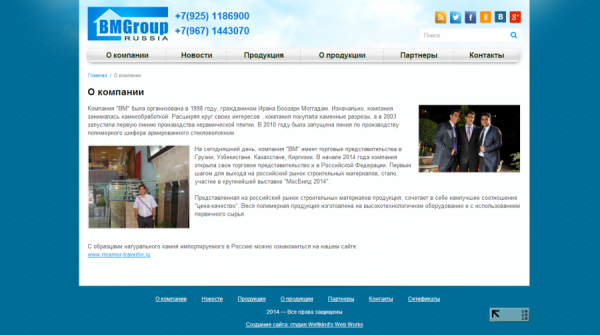 BMGroup
RUSSIA
+7(925) 1186900
+7(967) 1443070
Поиск
О компании Новости Продукция О продукции Партнеры Контакты
Главная / О компании
О компании
Компания "BM" была организована в 1998 году, гражданином Ирана Бозаари Моггадам. Изначально, компания
занималась камнеобработкой. Расширяя круг своих интересов , компания покупала каменные разрезы, а в 2003
запустила первую линию производства керамической плитки. В 2010 году была запущена линия по производству
полимерного шифера армированного стекловолокном.
На сегодняшний день, компания "BM" имеет торговые представительства в
Грузии, Узбекистане, Казахстане, Киргизии. В начале 2014 года компания
открыла свое торговое представительство и в Российской Федерации. Первым
шагом для выхода на российский рынок строительных материалов, стало,
участие в крупнейшей выставке "МосБилд 2014".
Представленная на российский рынок строительных материалов продукция, сочетает в себе наилучшее соотношение
"цена-качество". Вся полимерная продукция изготовлена на высокотехнологичном оборудовании и с использованием
первичного сырья.
С образцами натурального камня импортируемого в Россию можно ознакомиться на нашем сайте:
www.mramor-travertin.ru
О компании Новости Продукция О продукции Партнеры Контакты Сетификаты
2014 — Все права защищены
Создание сайта: студия Wellkind's Web Works